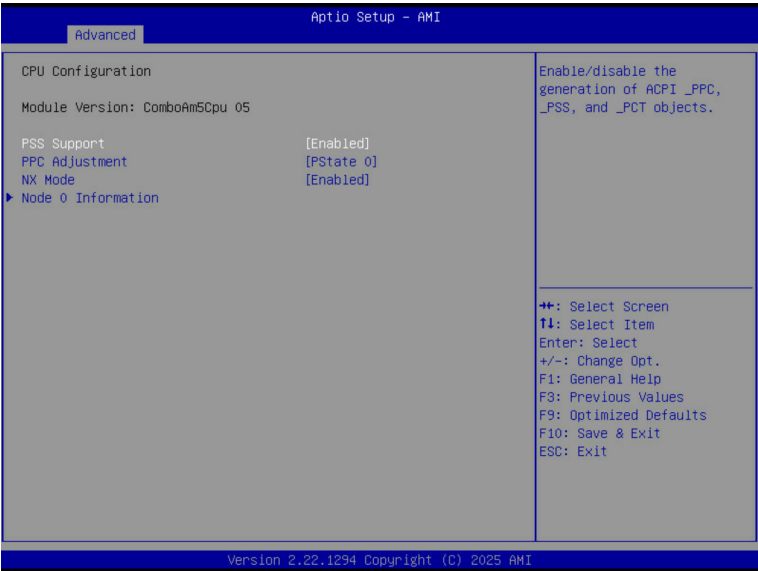 Aptio Setup – AMI
Advanced
CPU Configuration
Module Version: ComboAm5Cpu 05
PSS Support [Enabled]
PPC Adjustment [PState 0]
NX Mode [Enabled]
Node 0 Information
Enable/disable the
generation of ACPI _PPC,
_PSS, and _PCT objects.
→←: Select Screen
↑↓: Select Item
Enter: Select
+/-: Change Opt.
F1: General Help
F3: Previous Values
F9: Optimized Defaults
F10: Save & Exit
ESC: Exit
Version 2.22.1294 Copyright (C) 2025 AMI